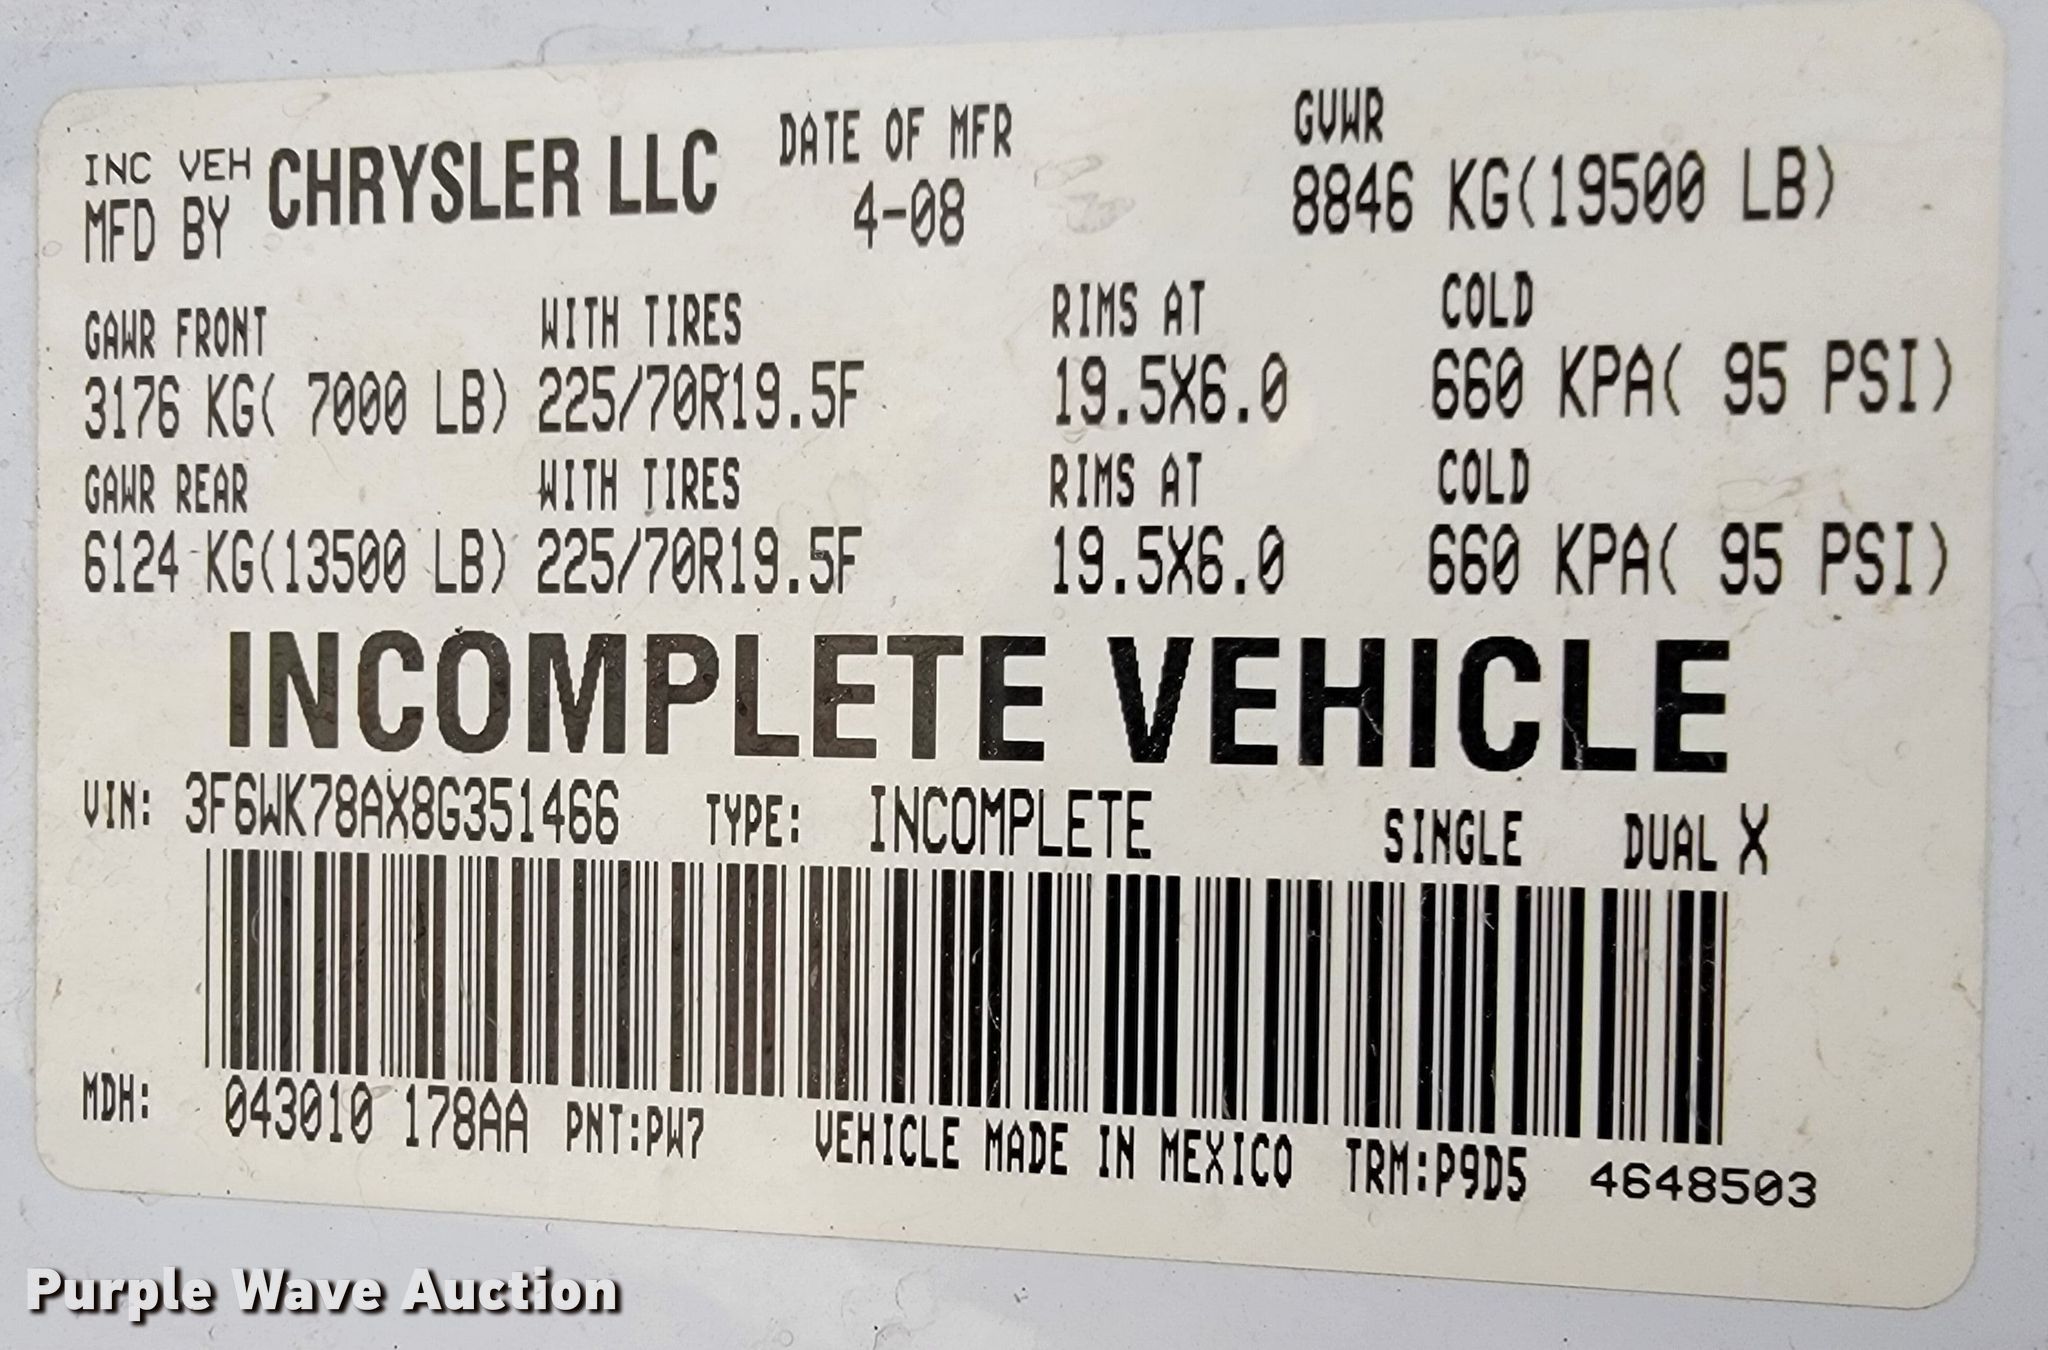 INC VEH
MFD BY CHRYSLER LLC
DATE OF MFR
4-08
GVWR
8846 KG(19500 LB)
GAWR FRONT WITH TIRES RIMS AT COLD
3176 KG( 7000 LB) 225/70R19.5F 19.5X6.0 660 KPA( 95 PSI)
GAWR REAR WITH TIRES RIMS AT COLD
6124 KG(13500 LB) 225/70R19.5F 19.5X6.0 660 KPA( 95 PSI)
INCOMPLETE VEHICLE
VIN: 3F6WK78AX8G351466 TYPE: INCOMPLETE SINGLE DUAL X
MDH: 043010 178AA PNT:PW7 VEHICLE MADE IN MEXICO TRM:P9D5 4648503
Purple Wave Auction